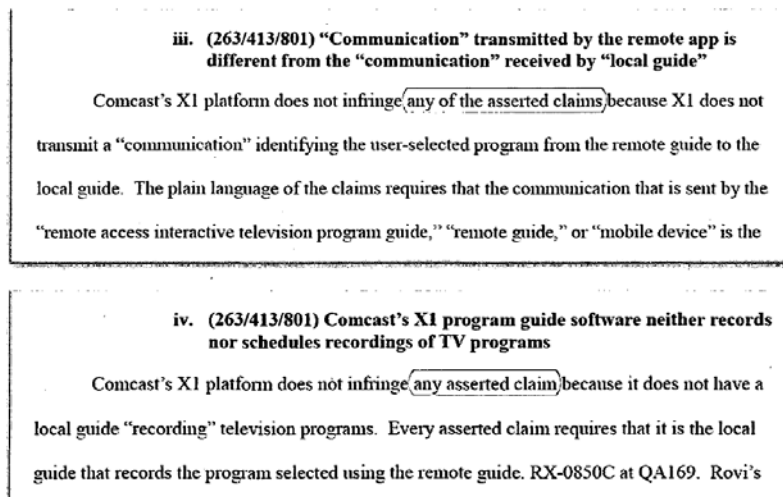 iii. (263/413/801) “Communication” transmitted by the remote app is
different from the “communication” received by “local guide”
Comcast’s X1 platform does not infringe any of the asserted claims because X1 does not
transmit a “communication” identifying the user-selected program from the remote guide to the
local guide. The plain language of the claims requires that the communication that is sent by the
“remote access interactive television program guide,” “remote guide,” or “mobile device” is the
iv. (263/413/801) Comcast’s X1 program guide software neither records
nor schedules recordings of TV programs
Comcast’s X1 platform does not infringe any asserted claim because it does not have a
local guide “recording” television programs. Every asserted claim requires that it is the local
guide that records the program selected using the remote guide. RX-0850C at QA169. Rovi’s